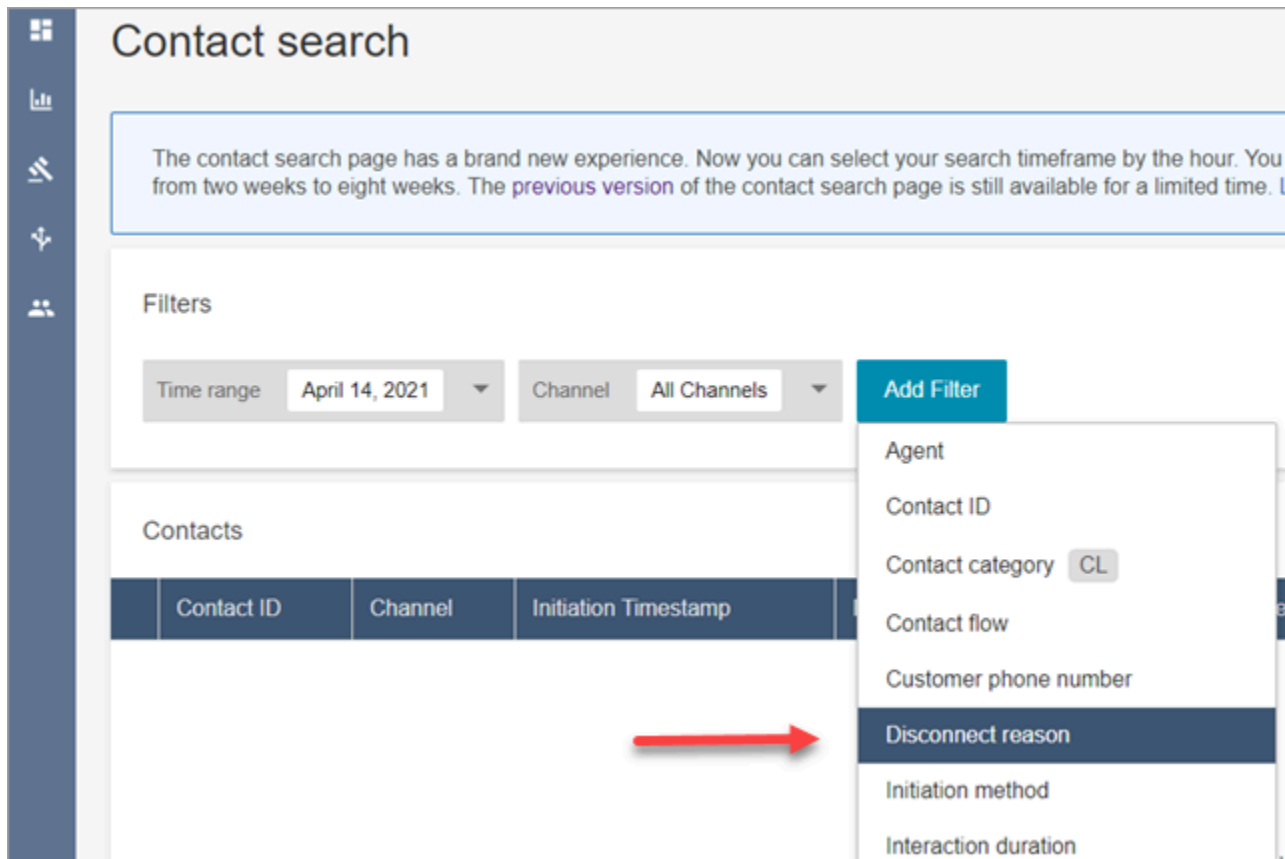 Contact search
The contact search page has a brand new experience. Now you can select your search timeframe by the hour. You
from two weeks to eight weeks. The previous version of the contact search page is still available for a limited time.
Filters
Time range April 14, 2021 Channel All Channels Add Filter
Agent
Contact ID
Contact category CL
Contact flow
Customer phone number
Disconnect reason
Initiation method
Interaction duration
Contacts
Contact ID Channel Initiation Timestamp